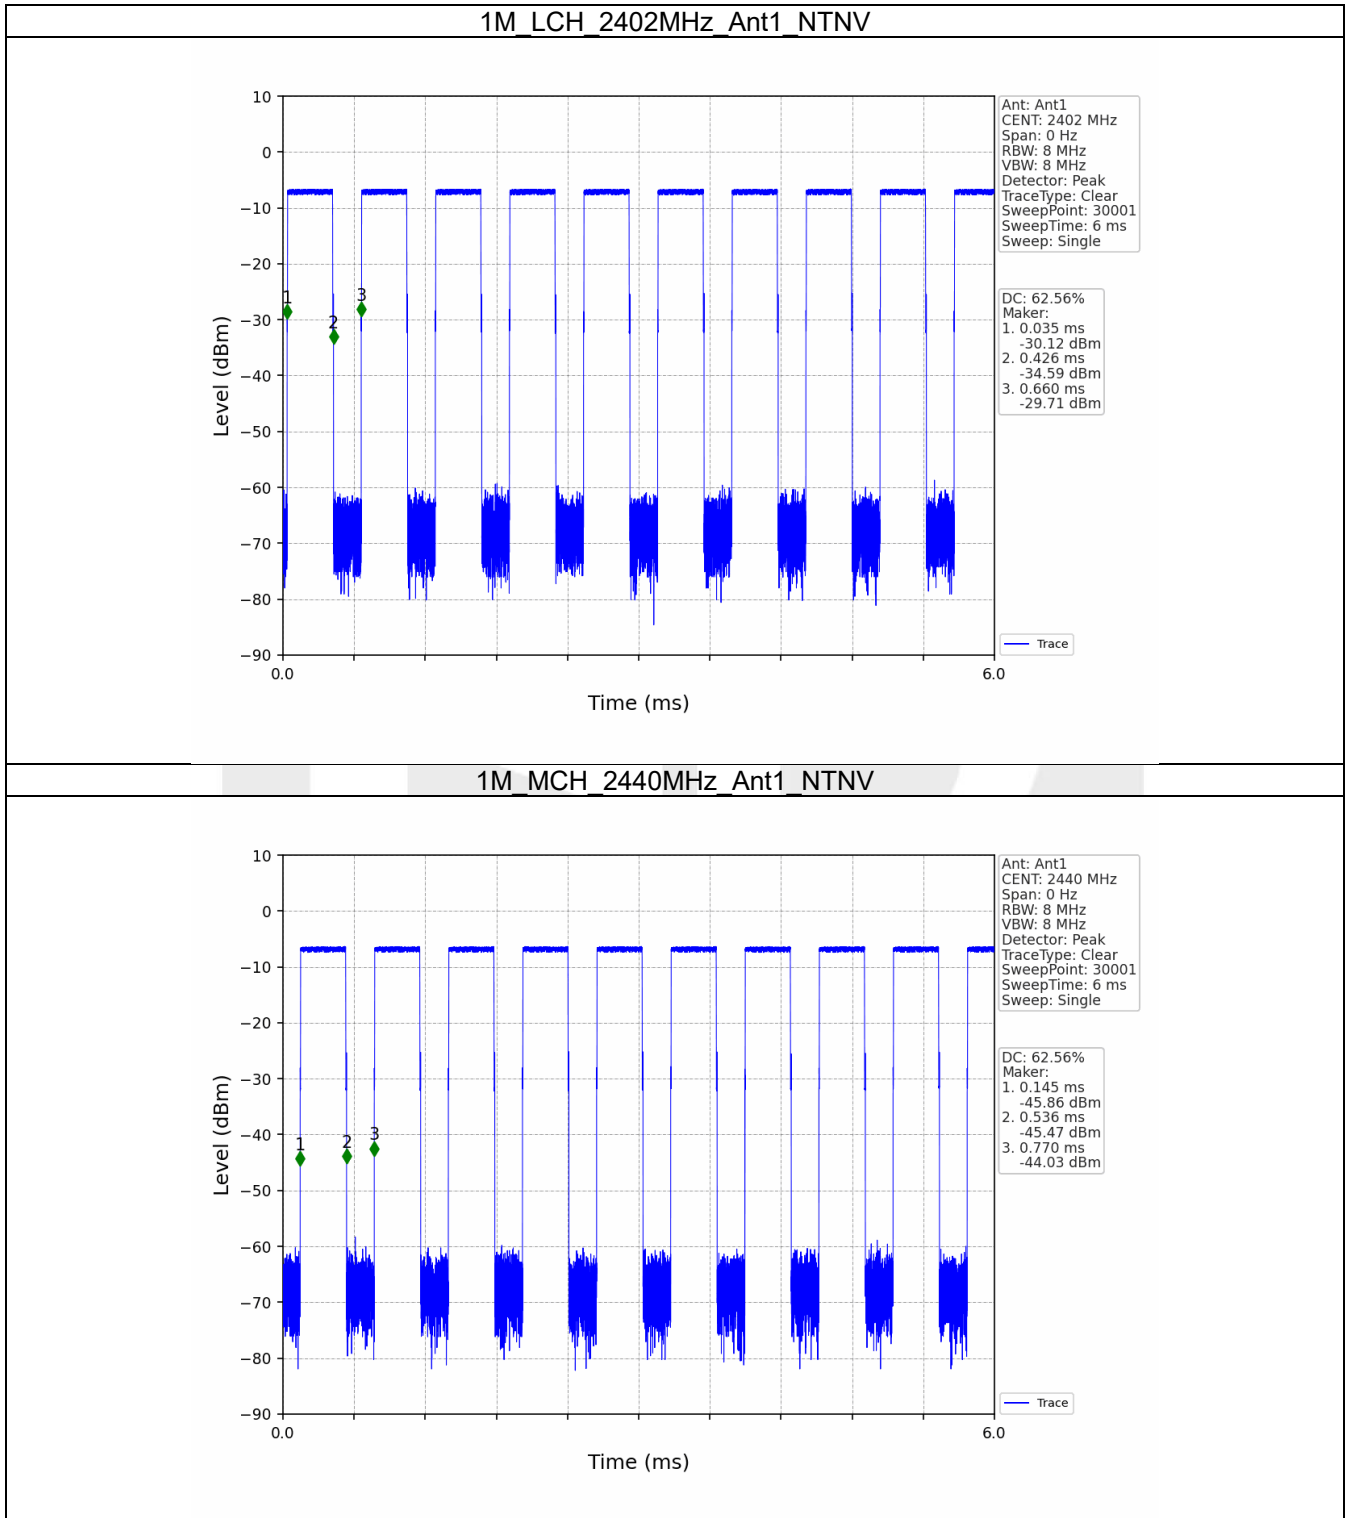 1M_LCH_2402MHz_Ant1_NTNV
10
0
−10
−20
−30
−40
−50
−60
−70
−80
−90
Level (dBm)
1
2
3
0.0
6.0
Time (ms)
Ant: Ant1
CENT: 2402 MHz
Span: 0 Hz
RBW: 8 MHz
VBW: 8 MHz
Detector: Peak
TraceType: Clear
SweepPoint: 30001
SweepTime: 6 ms
Sweep: Single
DC: 62.56%
Maker:
1. 0.035 ms
-30.12 dBm
2. 0.426 ms
-34.59 dBm
3. 0.660 ms
-29.71 dBm
Trace
1M_MCH_2440MHz_Ant1_NTNV
10
0
−10
−20
−30
−40
−50
−60
−70
−80
−90
Level (dBm)
1
2
3
0.0
6.0
Time (ms)
Ant: Ant1
CENT: 2440 MHz
Span: 0 Hz
RBW: 8 MHz
VBW: 8 MHz
Detector: Peak
TraceType: Clear
SweepPoint: 30001
SweepTime: 6 ms
Sweep: Single
DC: 62.56%
Maker:
1. 0.145 ms
-45.86 dBm
2. 0.536 ms
-45.47 dBm
3. 0.770 ms
-44.03 dBm
Trace